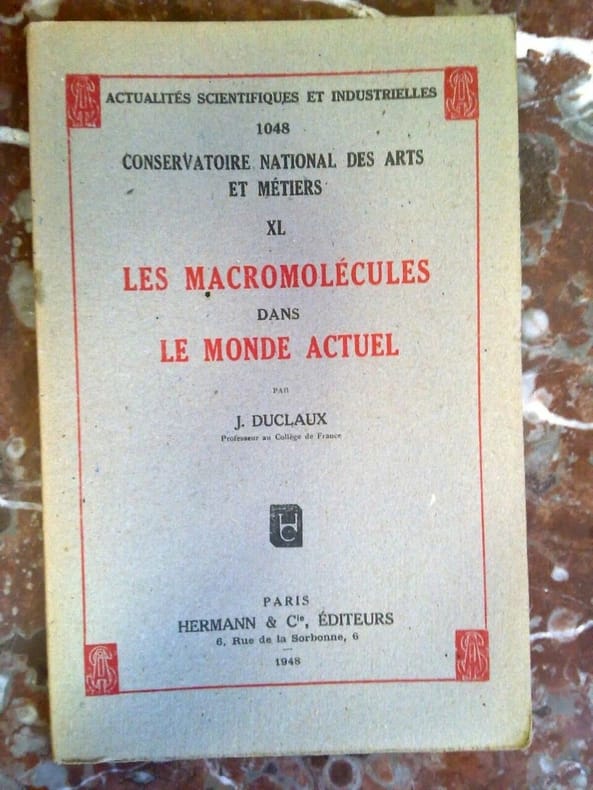 ACTUALITÉS SCIENTIFIQUES ET INDUSTRIELLES
1048
CONSERVATOIRE NATIONAL DES ARTS
ET MÉTIERS
XL
LES MACROMOLÉCULES
DANS
LE MONDE ACTUEL
PAR
J. DUCLAUX
Professeur au Collège de France
PARIS
HERMANN & Cie, ÉDITEURS
6, Rue de la Sorbonne, 6
1948